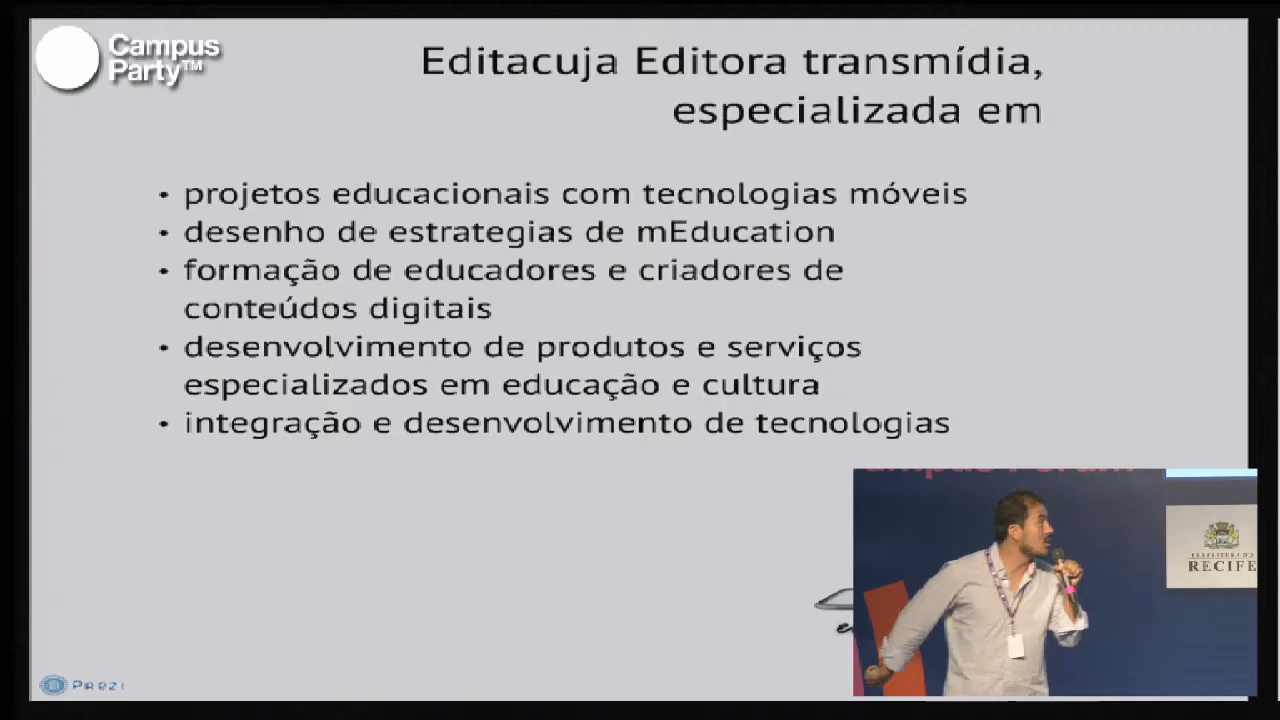 Campus
Party™
Editacuja Editora transmídia,
especializada em
• projetos educacionais com tecnologias móveis
• desenho de estrategias de mEducation
• formação de educadores e criadores de
conteúdos digitais
• desenvolvimento de produtos e serviços
especializados em educação e cultura
• integração e desenvolvimento de tecnologias
PREFEITURA DO
RECIFE
Prezi